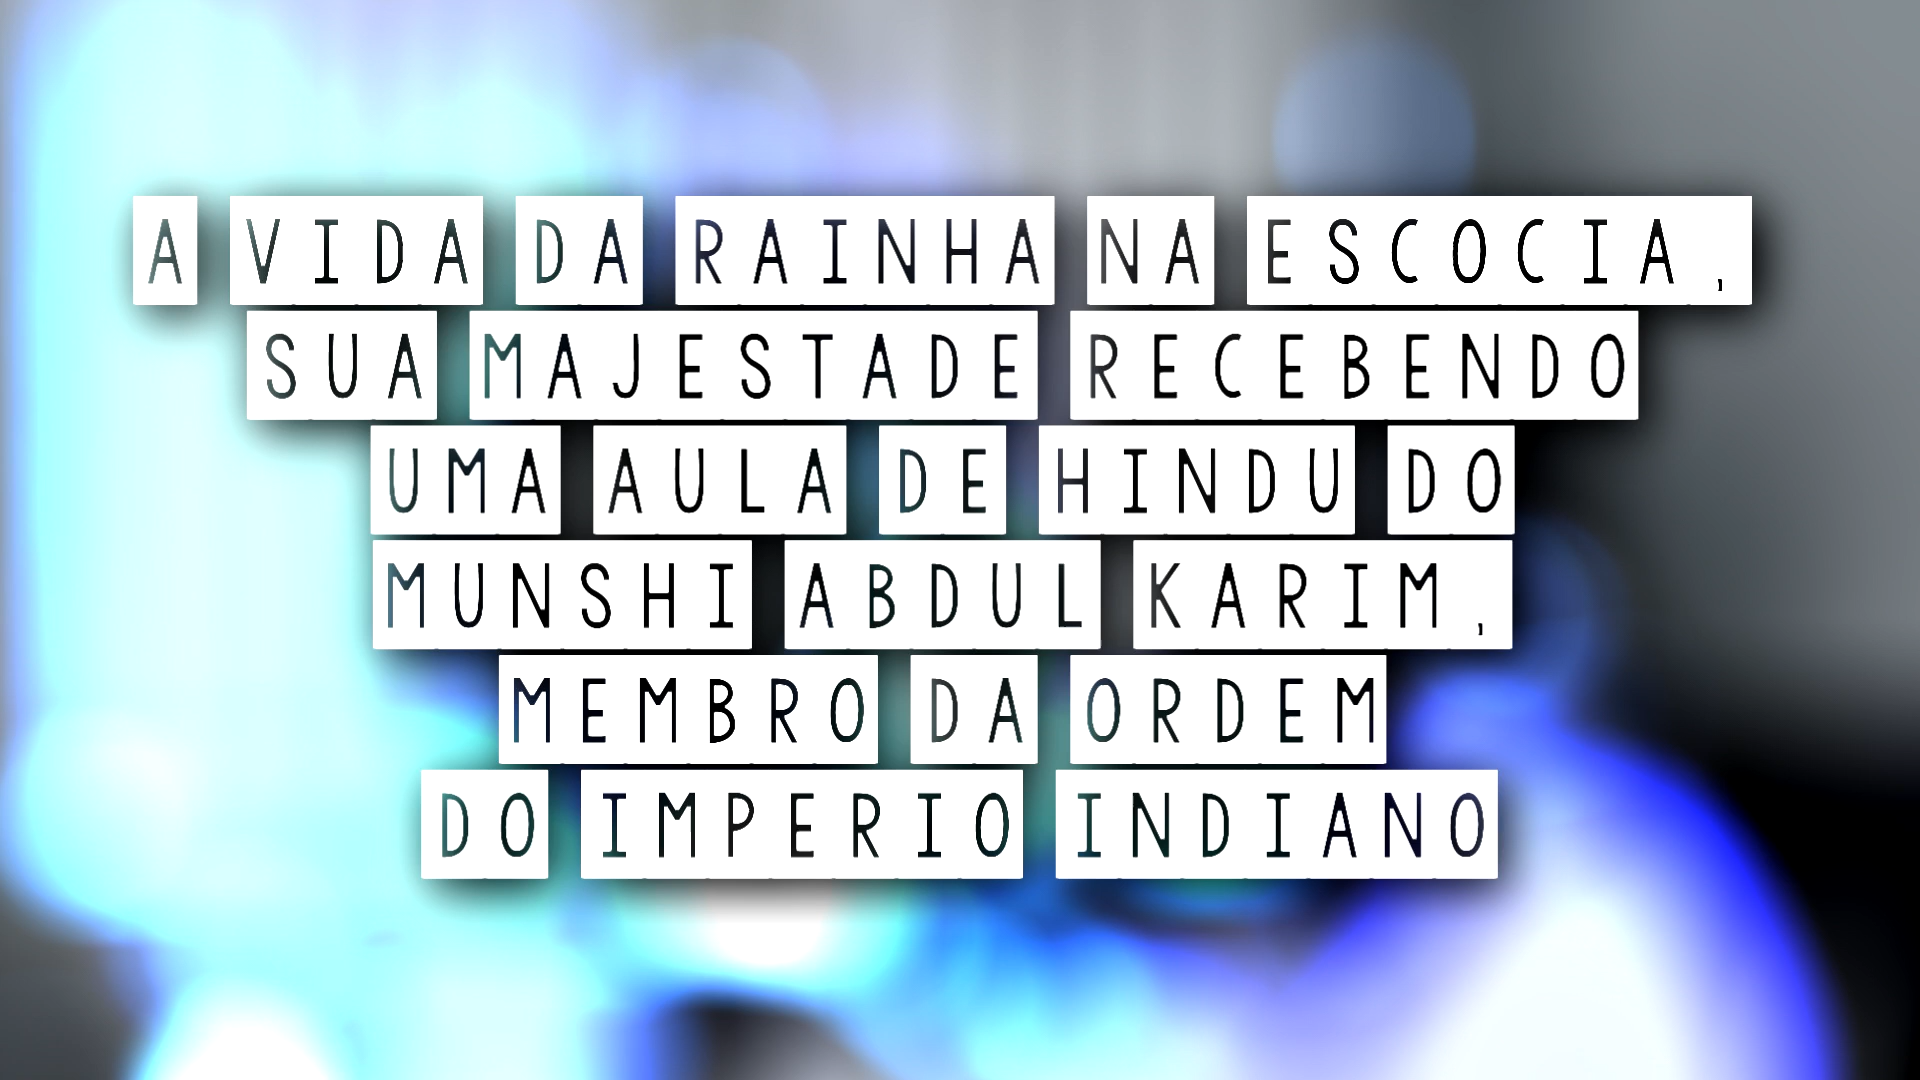 A VIDA DA RAINHA NA ESCOCIA,
SUA MAJESTADE RECEBENDO
UMA AULA DE HINDU DO
MUNSHI ABDUL KARIM,
MEMBRO DA ORDEM
DO IMPERIO INDIANO